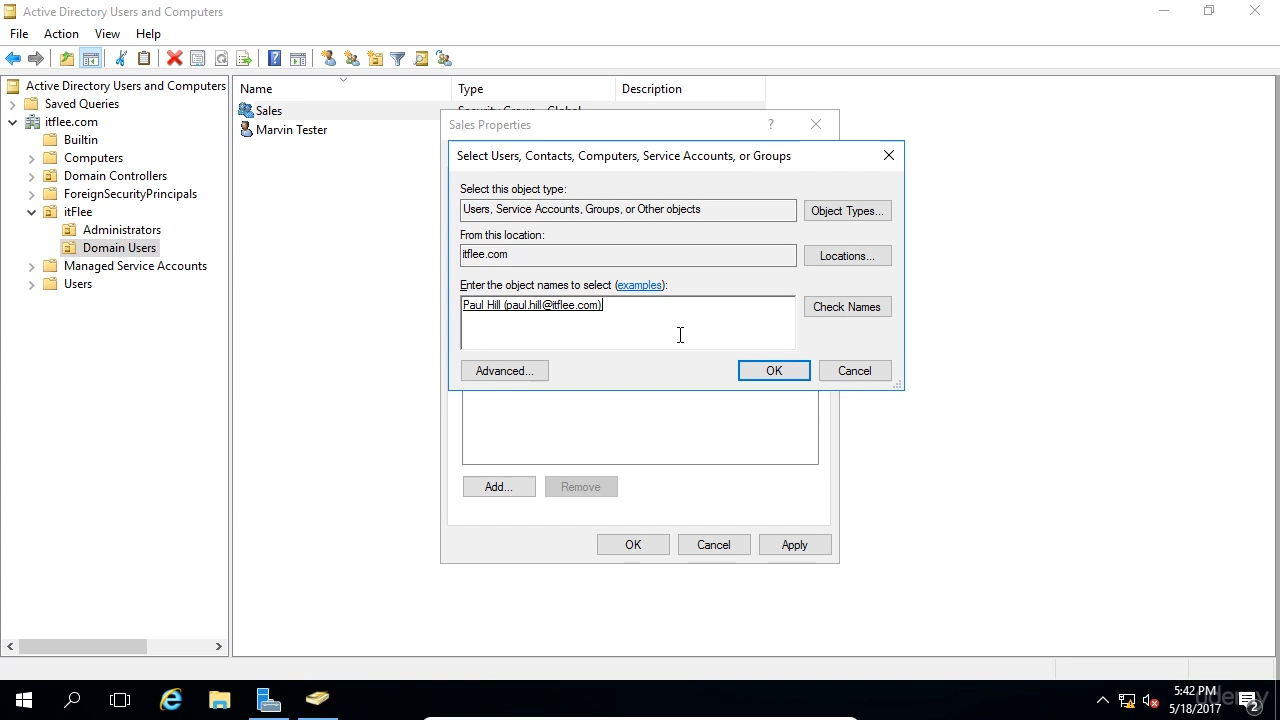 Active Directory Users and Computers
File Action View Help
Active Directory Users and Computers
Saved Queries
itflee.com
Builtin
Computers
Domain Controllers
ForeignSecurityPrincipals
itFlee
Administrators
Domain Users
Managed Service Accounts
Users
Name Type Description
Sales Security Group - Global
Marvin Tester
Sales Properties ?
Select Users, Contacts, Computers, Service Accounts, or Groups
Select this object type:
Users, Service Accounts, Groups, or Other objects Object Types...
From this location:
itflee.com Locations...
Enter the object names to select (examples):
Paul Hill (paul.hill@itflee.com) Check Names
Advanced... OK Cancel
Add... Remove
OK Cancel Apply
5:42 PM
5/18/2017
2
udemy